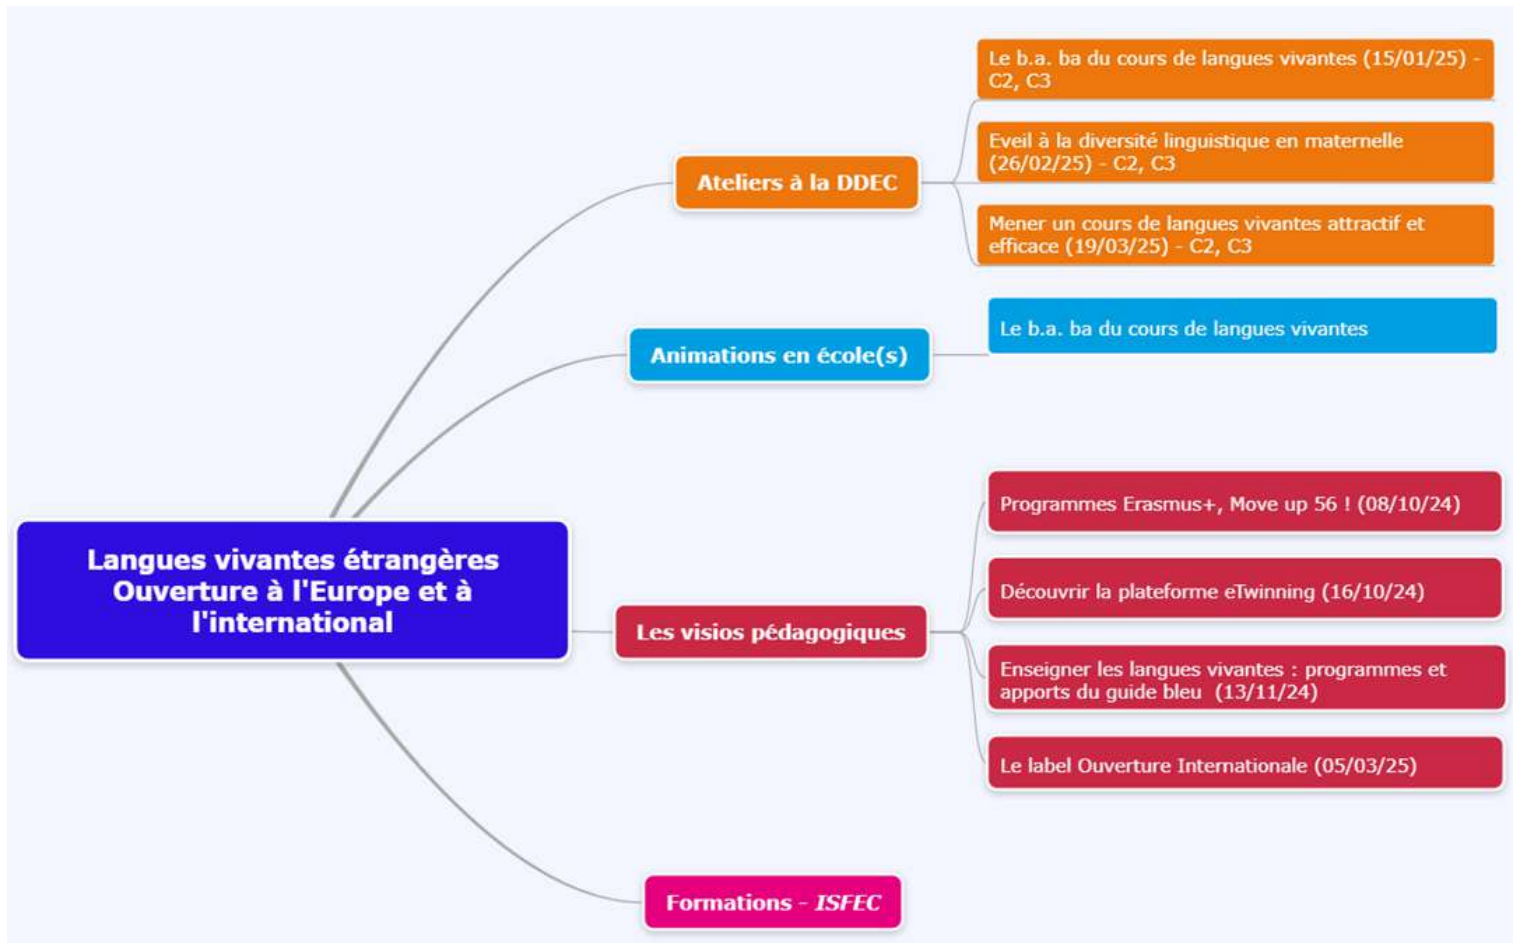 Langues vivantes étrangères
Ouverture à l'Europe et à
l'international
Ateliers à la DDEC
Le b.a. ba du cours de langues vivantes (15/01/25) -
C2, C3
Eveil à la diversité linguistique en maternelle
(26/02/25) - C2, C3
Mener un cours de langues vivantes attractif et
efficace (19/03/25) - C2, C3
Animations en école(s)
Le b.a. ba du cours de langues vivantes
Les visios pédagogiques
Programmes Erasmus+, Move up 56 ! (08/10/24)
Découvrir la plateforme eTwinning (16/10/24)
Enseigner les langues vivantes : programmes et
apports du guide bleu  (13/11/24)
Le label Ouverture Internationale (05/03/25)
Formations - ISFEC